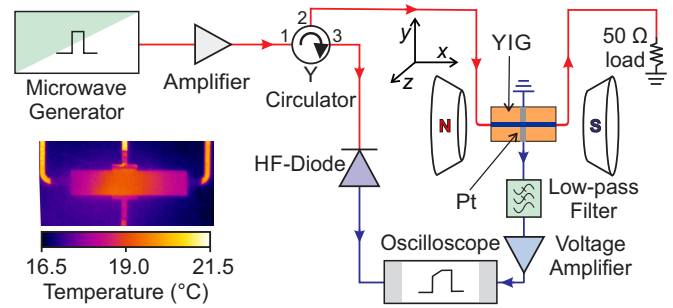 Microwave
Generator
Amplifier
1
2
3
Y
Circulator
y
x
z
YIG
50 Ω
load
N
S
HF-Diode
Pt
Low-pass
Filter
Oscilloscope
Voltage
Amplifier
16.5 19.0 21.5
Temperature (°C)